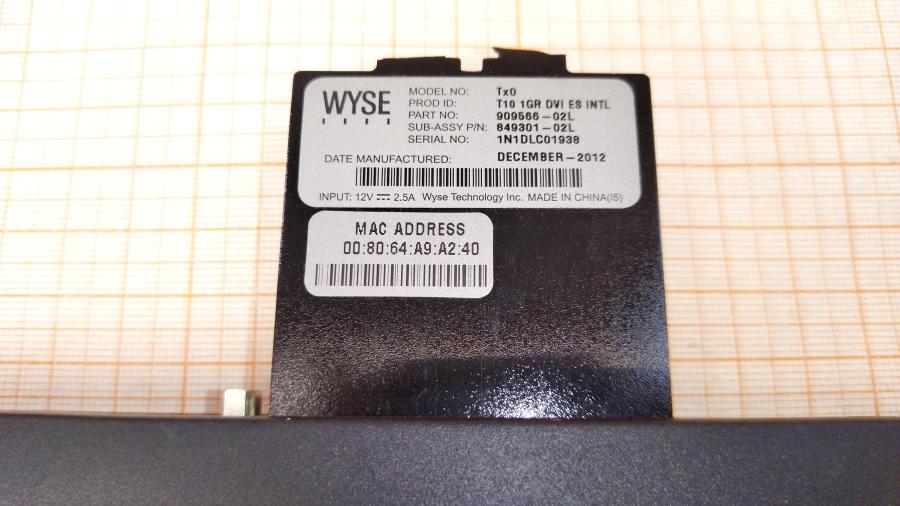 WYSE
MODEL NO: Tx0
PROD ID: T10 1GR DVI ES INTL
PART NO: 909566-02L
SUB-ASSY P/N: 849301-02L
SERIAL NO: 1N1DLC01938
DATE MANUFACTURED: DECEMBER-2012
INPUT: 12V ⎓ 2.5A Wyse Technology Inc. MADE IN CHINA(I5)
MAC ADDRESS
00:80:64:A9:A2:40